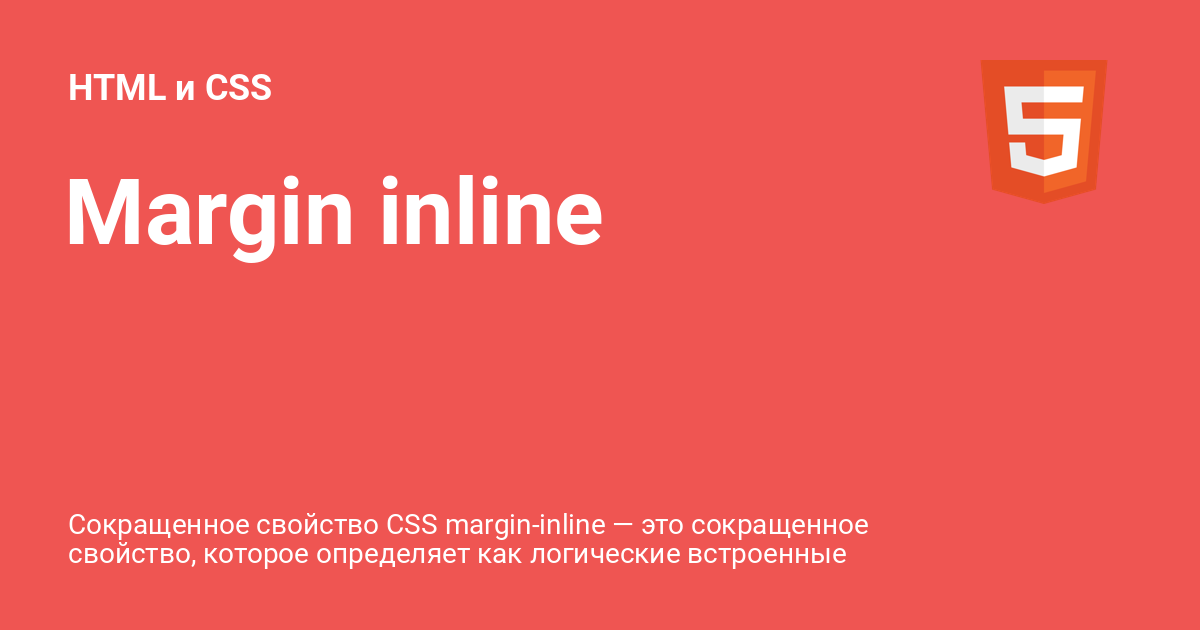 HTML и CSS
Margin inline
Сокращенное свойство CSS margin-inline — это сокращенное
свойство, которое определяет как логические встроенные